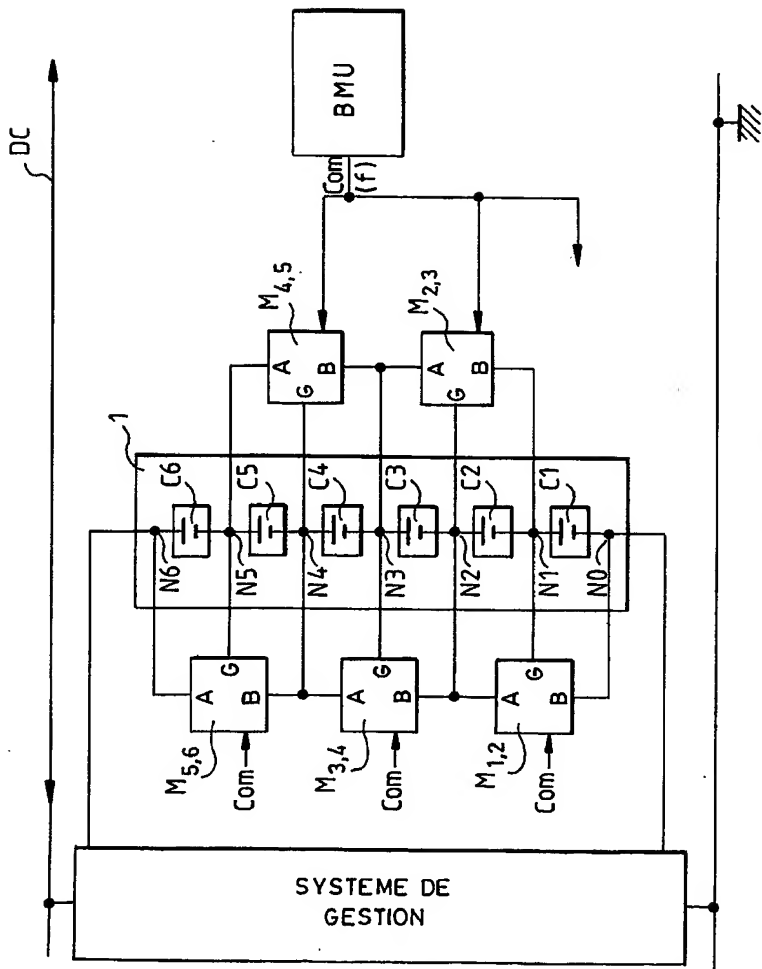 DC
BMU
Com
(f)
M4,5
A
B
G
M2,3
A
B
G
1
N6
C6
N5
C5
N4
C4
N3
C3
N2
C2
N1
C1
N0
A
G
B
M5,6
Com
A
G
B
M3,4
Com
A
G
B
M1,2
Com
SYSTEME DE
GESTION